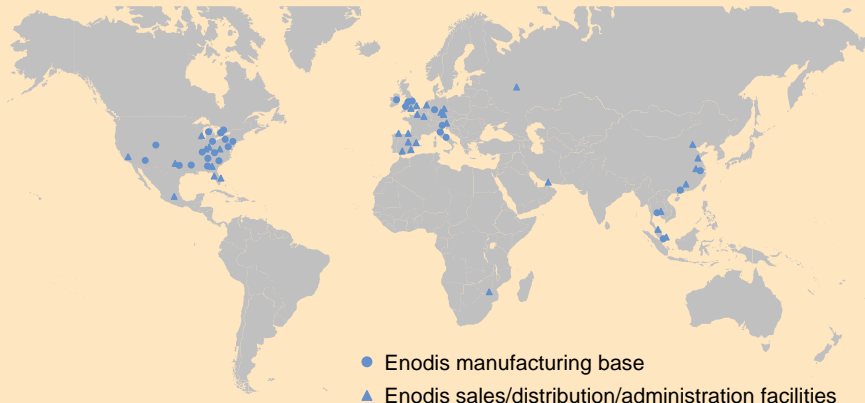 Enodis manufacturing base
Enodis sales/distribution/administration facilities